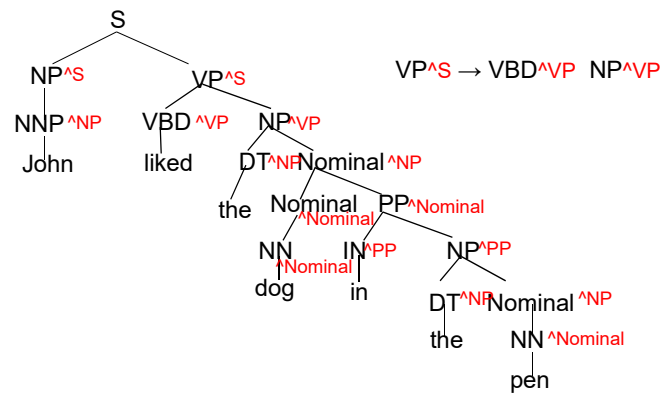 S
NP^S VP^S VP^S → VBD^VP NP^VP
NNP^NP VBD^VP NP^VP
John liked DT^NP Nominal^NP
the Nominal^Nominal PP^Nominal
NN^Nominal IN^PP NP^PP
dog in DT^NP Nominal^NP
the NN^Nominal
pen